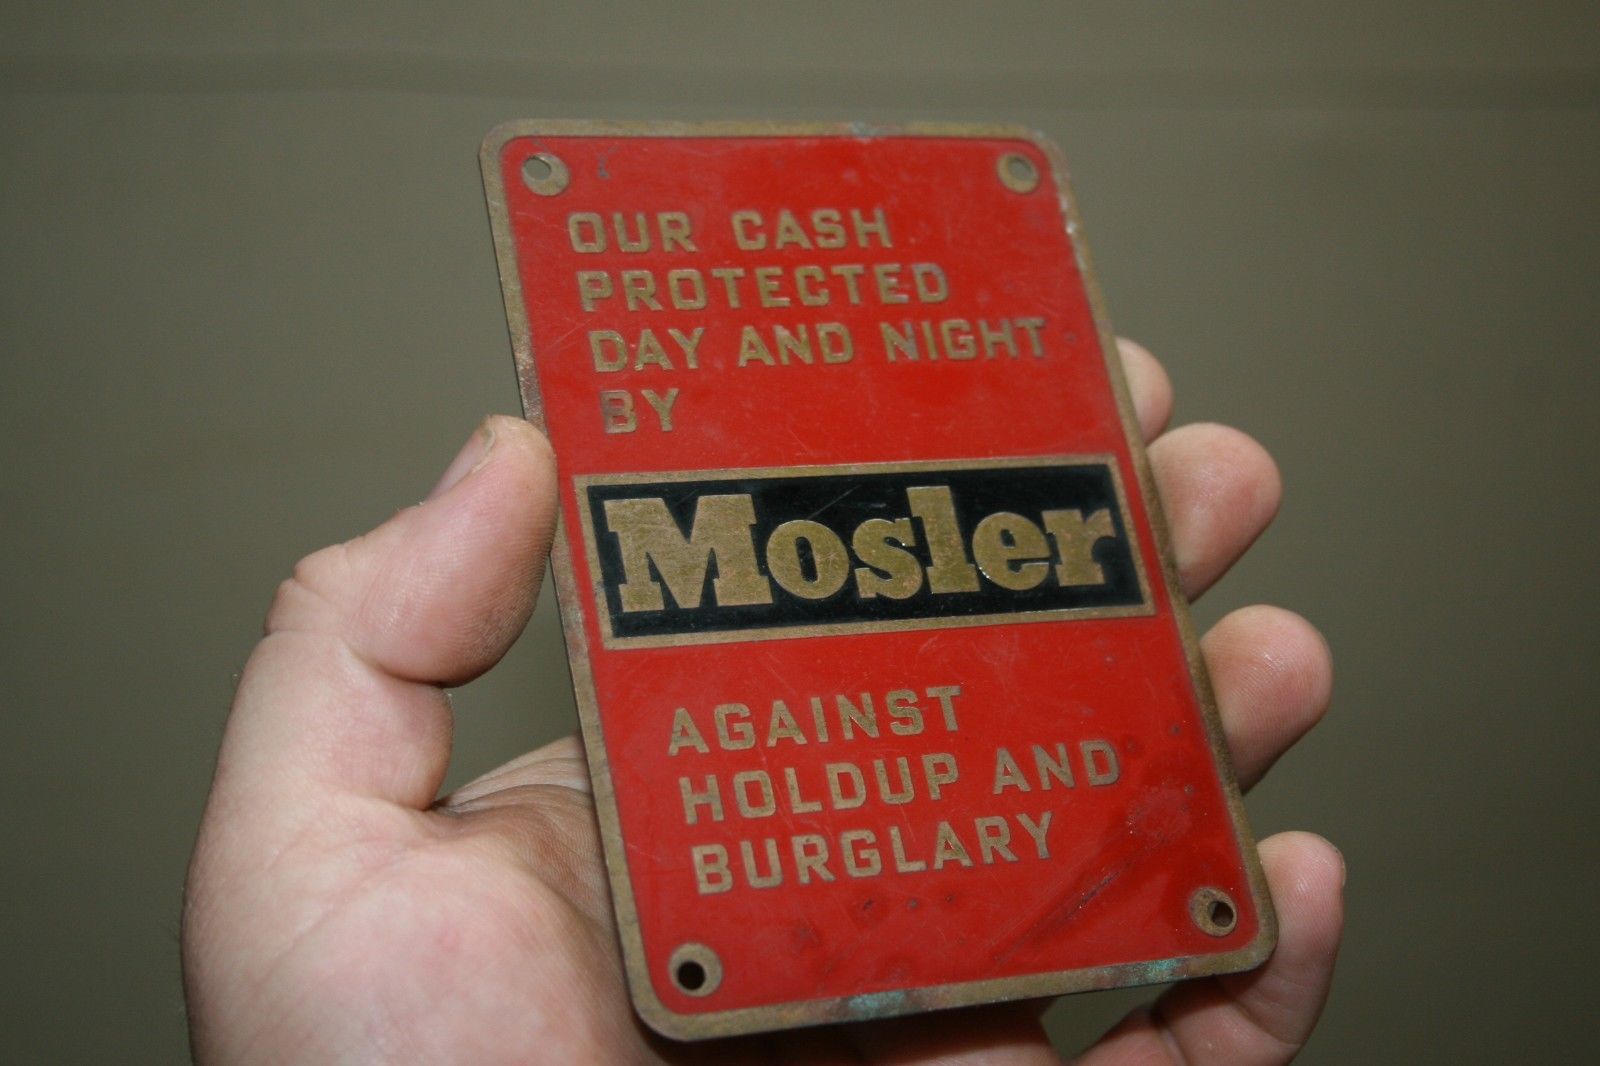 OUR CASH
PROTECTED
DAY AND NIGHT
BY
Mosler
AGAINST
HOLDUP AND
BURGLARY